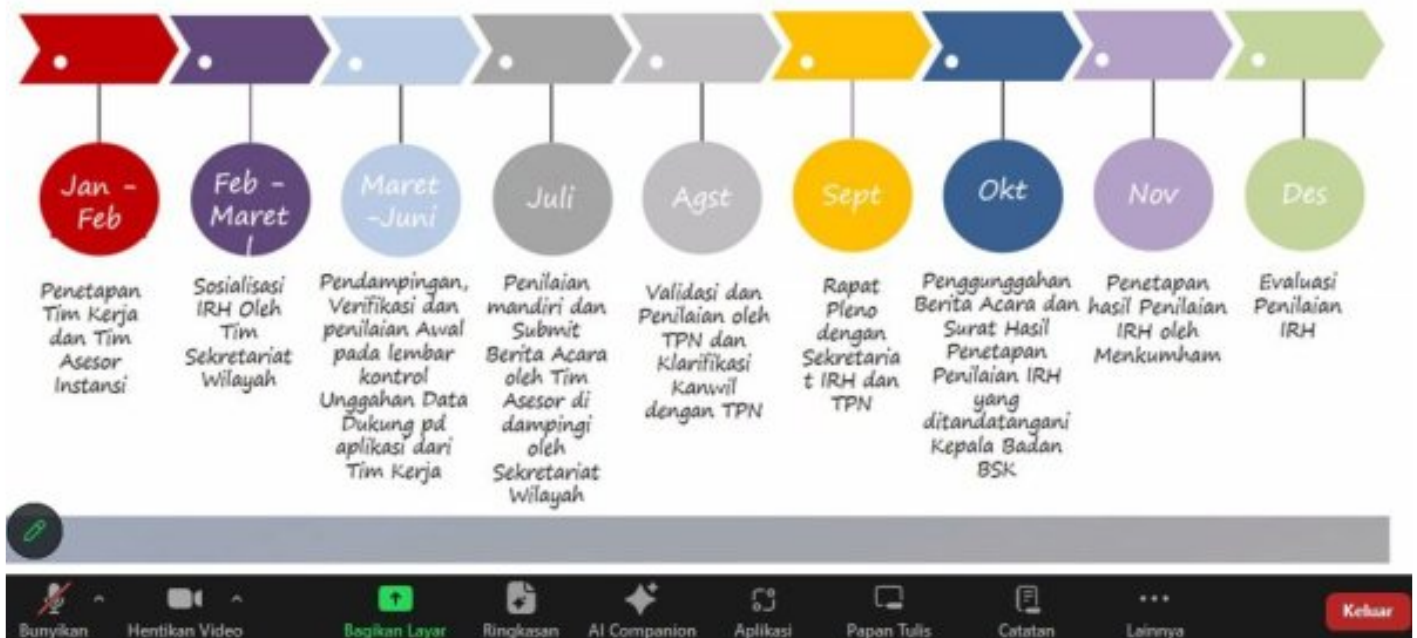 Jan -
Feb
Feb -
Maret
Maret
-Juni
Juli
Agst
Sept
Okt
Nov
Des
Penetapan
Tim Kerja
dan Tim
Asesor
Instansi
Sosialisasi
IRH Oleh
Tim
Sekretariat
Wilayah
Pendampingan,
Verifikasi dan
penilaian Awal
pada lembar
kontrol
Unggahan Data
Dukung pd
aplikasi dari
Tim Kerja
Penilaian
mandiri dan
Submit
Berita Acara
oleh Tim
Asesor di
dampingi
oleh
Sekretariat
Wilayah
Validasi dan
Penilaian oleh
TPN dan
Klarifikasi
Kanwil
dengan TPN
Rapat
Pleno
dengan
Sekretaria
t IRH dan
TPN
Penggunggahan
Berita Acara dan
Surat Hasil
Penetapan
Penilaian IRH
yang
ditandatangani
Kepala Badan
BSK
Penetapan
hasil Penilaian
IRH oleh
Menkumham
Evaluasi
Penilaian
IRH
Bunyikan
Hentikan Video
Bagikan Layar
Ringkasan
AI Companion
Aplikasi
Papan Tulis
Catatan
Lainnya
Keluar